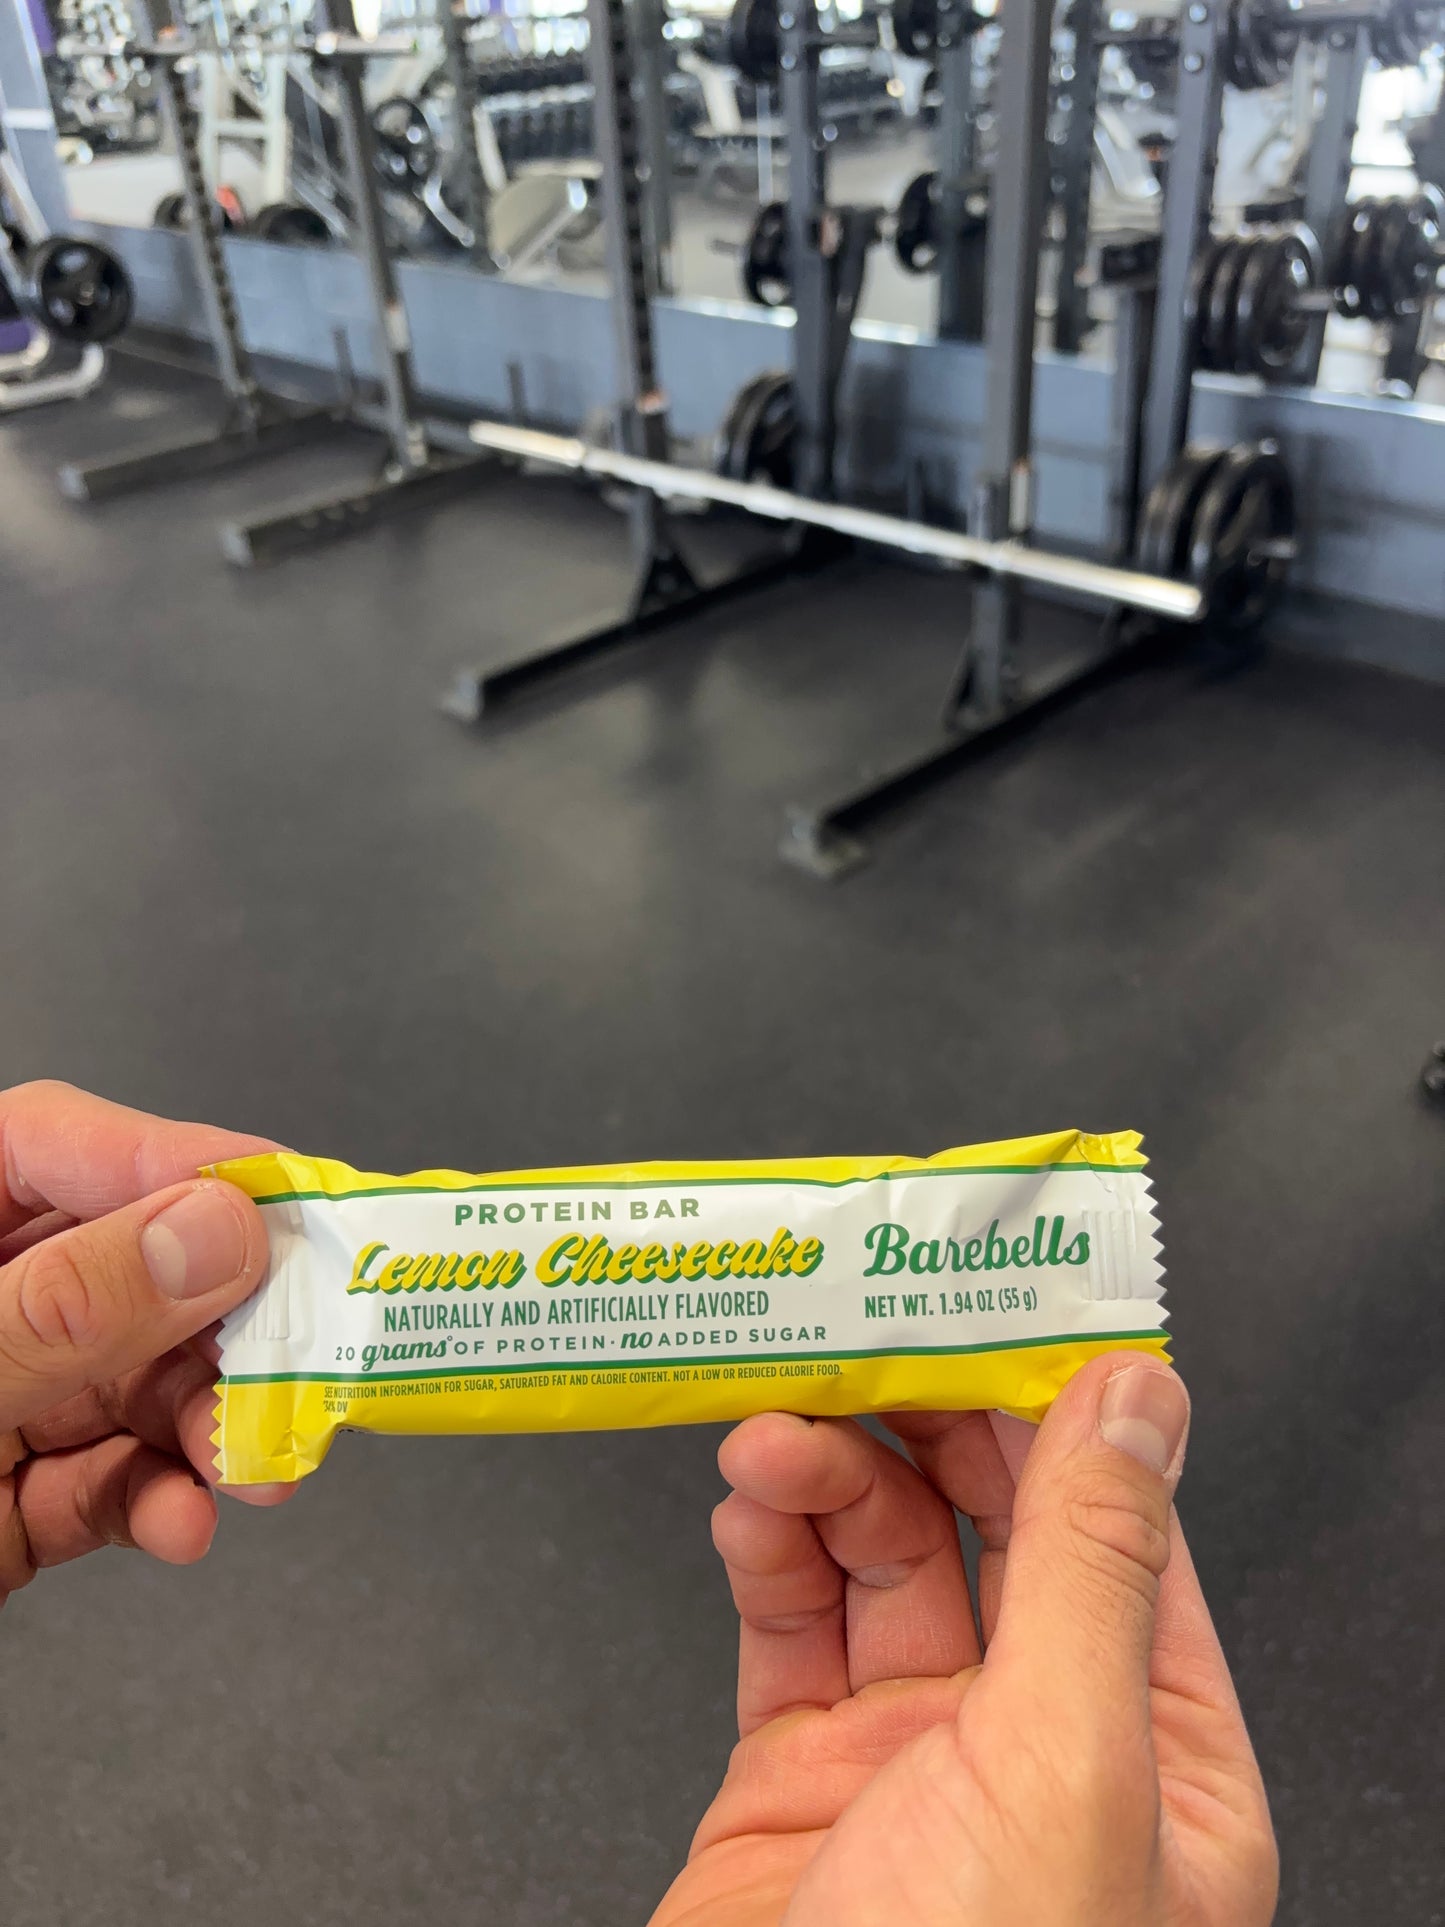 PROTEIN BAR
Lemon Cheesecake
NATURALLY AND ARTIFICIALLY FLAVORED
20 grams° OF PROTEIN · no ADDED SUGAR
Barebells
NET WT. 1.94 OZ (55 g)
SEE NUTRITION INFORMATION FOR SUGAR, SATURATED FAT AND CALORIE CONTENT. NOT A LOW OR REDUCED CALORIE FOOD.
°34% DV